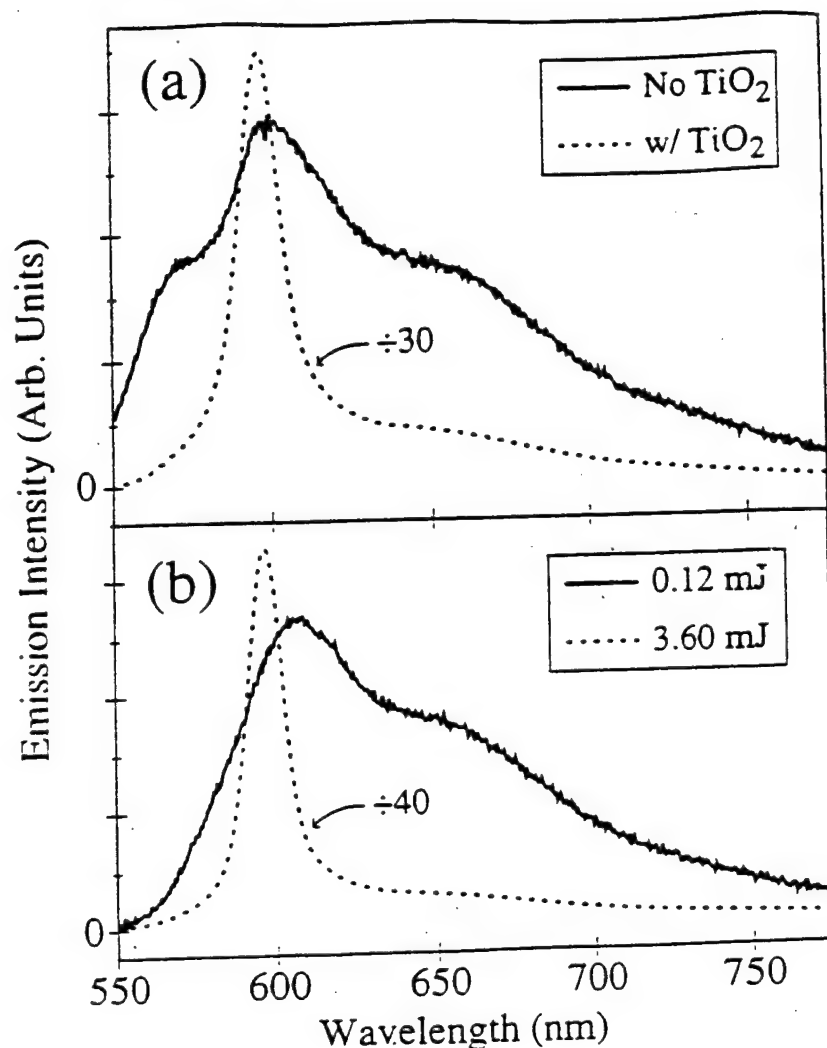 (a)
No TiO₂
w/ TiO₂
÷30
0
(b)
0.12 mJ
3.60 mJ
÷40
0
550 600 650 700 750
Wavelength (nm)
Emission Intensity (Arb. Units)